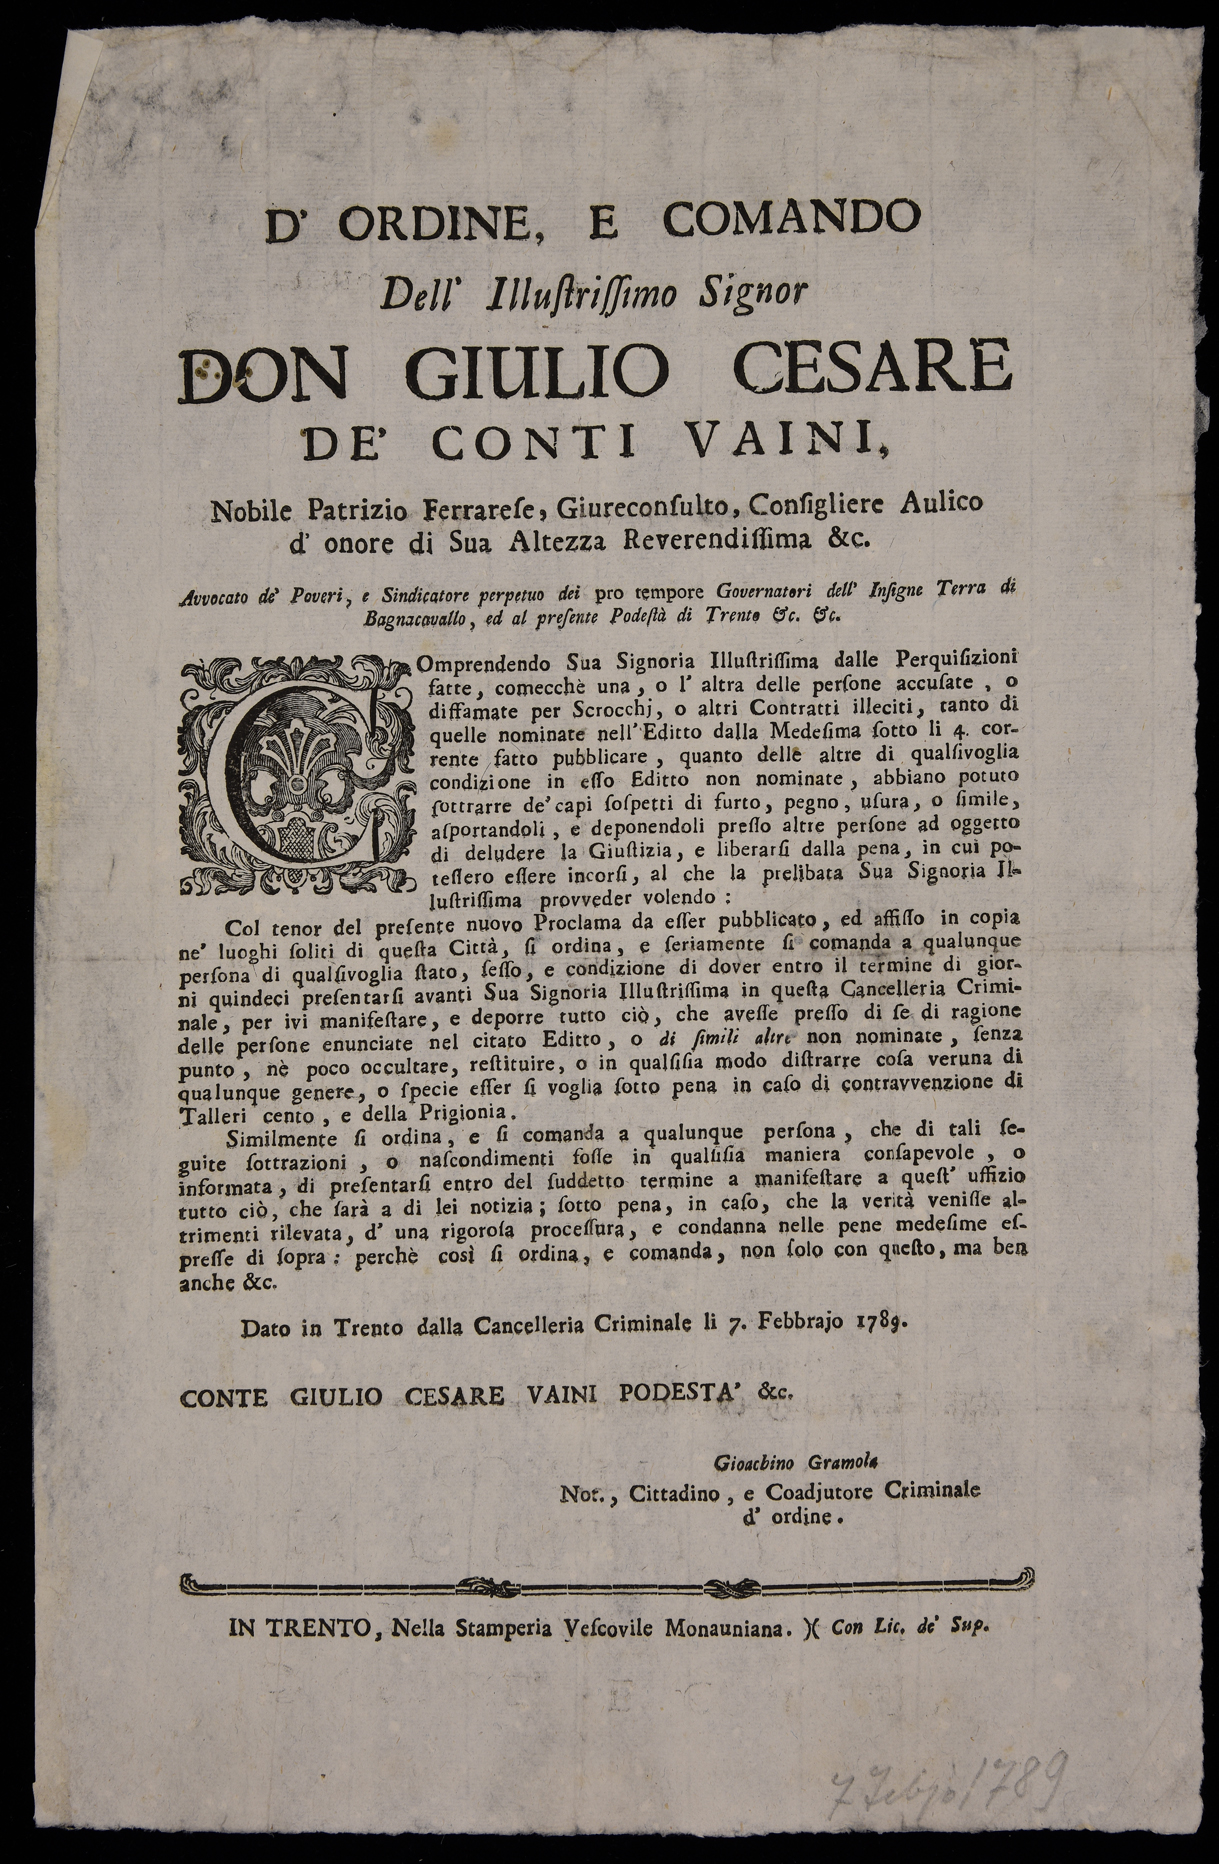 D' ORDINE, E COMANDO
Dell' Illuſtriſſimo Signor
DON GIULIO CESARE
DE' CONTI VAINI,
Nobile Patrizio Ferrareſe, Giureconſulto, Conſigliere Aulico
d' onore di Sua Altezza Reverendiſſima &c.
Avvocato de' Poveri, e Sindicatore perpetuo dei pro tempore Governatori dell' Inſigne Terra di
Bagnacavallo, ed al preſente Podeſtà di Trento &c. &c.
COmprendendo Sua Signoria Illuſtriſſima dalle Perquiſizioni
fatte, comecchè una, o l' altra delle perſone accuſate, o
diffamate per Scrocchj, o altri Contratti illeciti, tanto di
quelle nominate nell' Editto dalla Medeſima ſotto li 4. cor-
rente fatto pubblicare, quanto delle altre di qualſivoglia
condizione in eſſo Editto non nominate, abbiano potuto
ſottrarre de' capi ſoſpetti di furto, pegno, uſura, o ſimile,
aſportandoli, e deponendoli preſſo altre perſone ad oggetto
di deludere la Giuſtizia, e liberarſi dalla pena, in cui po-
teſſero eſſere incorſi, al che la prelibata Sua Signoria Il-
luſtriſſima provveder volendo:
Col tenor del preſente nuovo Proclama da eſſer pubblicato, ed affiſſo in copia
ne' luoghi ſoliti di queſta Città, ſi ordina, e ſeriamente ſi comanda a qualunque
perſona di qualſivoglia ſtato, ſeſſo, e condizione di dover entro il termine di gior-
ni quindeci preſentarſi avanti Sua Signoria Illuſtriſſima in queſta Cancelleria Crimi-
nale, per ivi manifeſtare, e deporre tutto ciò, che aveſſe preſſo di ſe di ragione
delle perſone enunciate nel citato Editto, o di ſimili altre non nominate, ſenza
punto, nè poco occultare, reſtituire, o in qualſiſia modo diſtrarre coſa veruna di
qualunque genere, o ſpecie eſſer ſi voglia ſotto pena in caſo di contravvenzione di
Talleri cento, e della Prigionia.
Similmente ſi ordina, e ſi comanda a qualunque perſona, che di tali ſe-
guite ſottrazioni, o naſcondimenti foſſe in qualſiſia maniera conſapevole, o
informata, di preſentarſi entro del ſuddetto termine a manifeſtare a queſt' uffizio
tutto ciò, che ſarà a di lei notizia; ſotto pena, in caſo, che la verità veniſſe al-
trimenti rilevata, d' una rigoroſa proceſſura, e condanna nelle pene medeſime eſ-
preſſe di ſopra: perchè così ſi ordina, e comanda, non ſolo con queſto, ma ben
anche &c.
Dato in Trento dalla Cancelleria Criminale li 7. Febbrajo 1789.
CONTE GIULIO CESARE VAINI PODESTA' &c.
Gioachino Gramola
Not., Cittadino, e Coadjutore Criminale
d' ordine.
IN TRENTO, Nella Stamperia Veſcovile Monauniana. )( Con Lic. de' Sup.
7 Febjo 1789